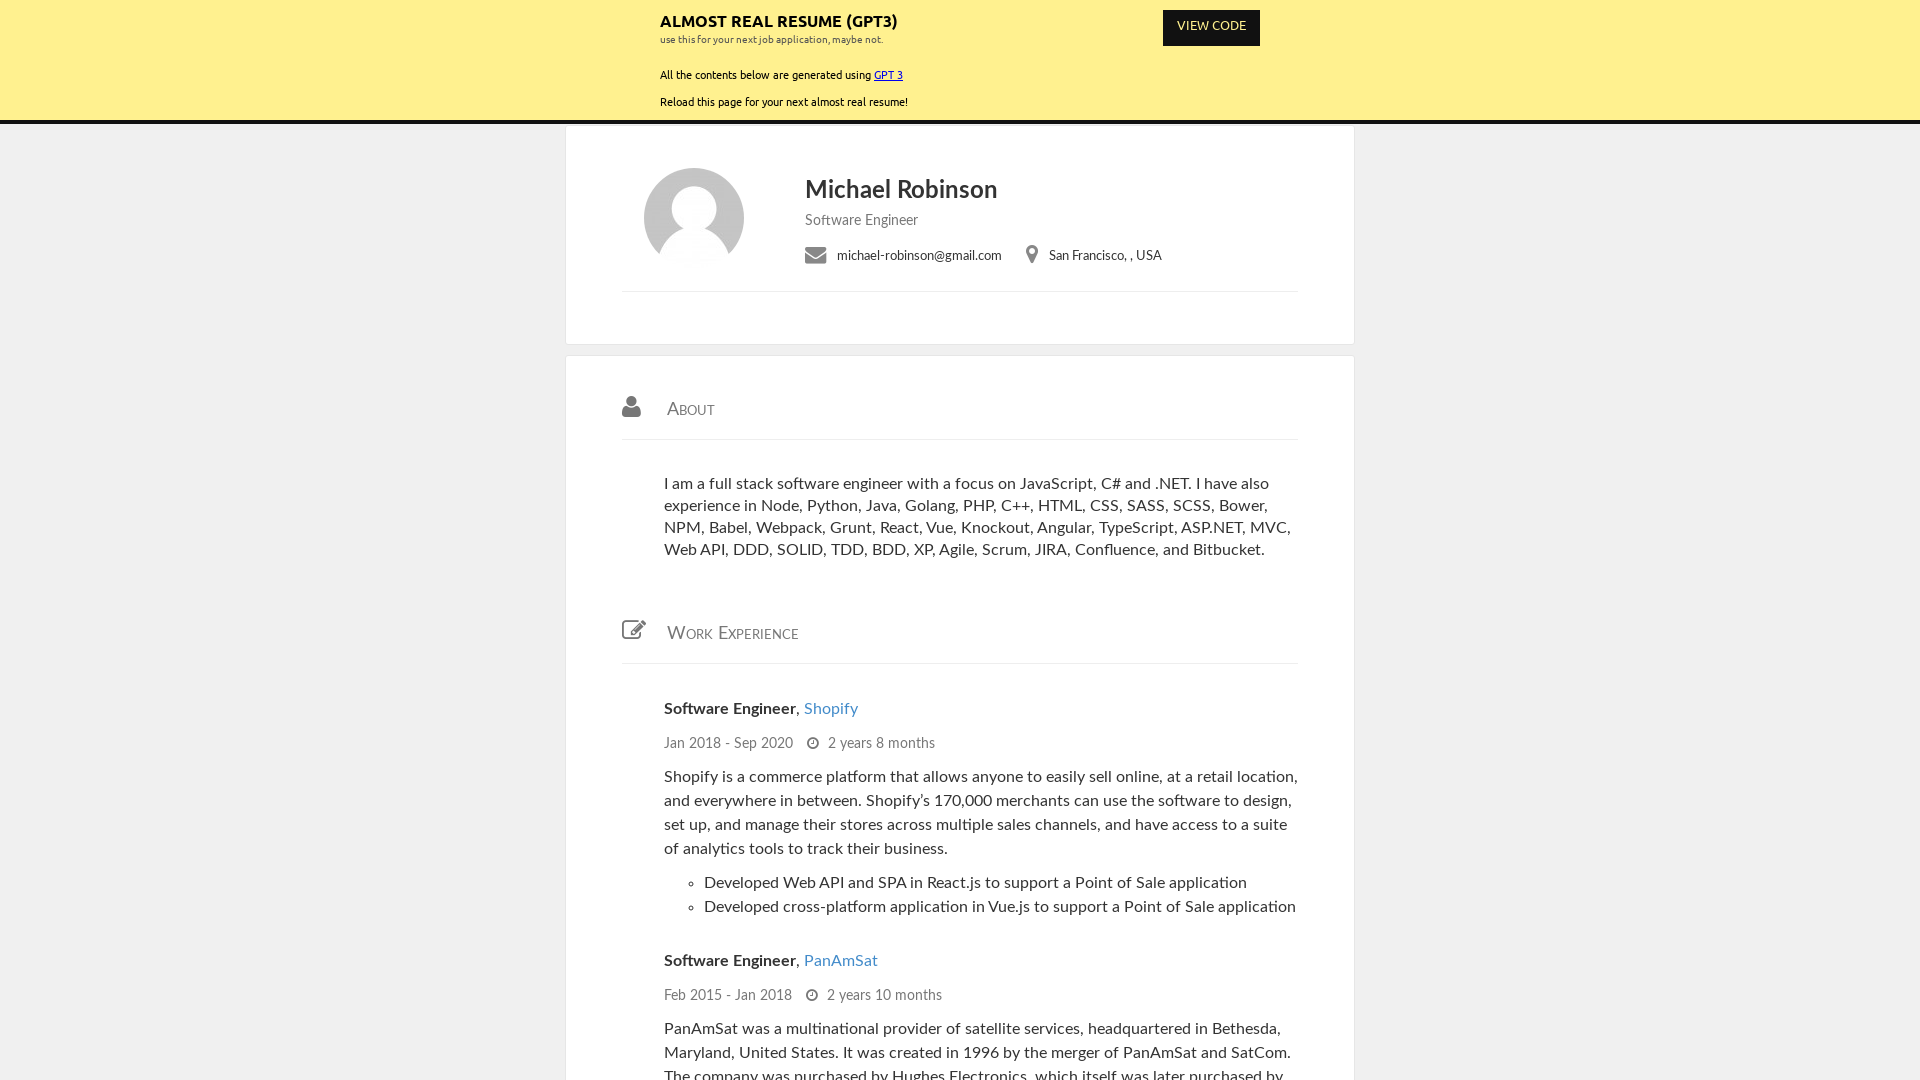 ALMOST REAL RESUME (GPT3)
use this for your next job application, maybe not.
VIEW CODE
All the contents below are generated using GPT 3
Reload this page for your next almost real resume!
Michael Robinson
Software Engineer
michael-robinson@gmail.com
San Francisco, , USA
About
I am a full stack software engineer with a focus on JavaScript, C# and .NET. I have also
experience in Node, Python, Java, Golang, PHP, C++, HTML, CSS, SASS, SCSS, Bower,
NPM, Babel, Webpack, Grunt, React, Vue, Knockout, Angular, TypeScript, ASP.NET, MVC,
Web API, DDD, SOLID, TDD, BDD, XP, Agile, Scrum, JIRA, Confluence, and Bitbucket.
Work Experience
Software Engineer, Shopify
Jan 2018 - Sep 2020 2 years 8 months
Shopify is a commerce platform that allows anyone to easily sell online, at a retail location,
and everywhere in between. Shopify’s 170,000 merchants can use the software to design,
set up, and manage their stores across multiple sales channels, and have access to a suite
of analytics tools to track their business.
Developed Web API and SPA in React.js to support a Point of Sale application
Developed cross-platform application in Vue.js to support a Point of Sale application
Software Engineer, PanAmSat
Feb 2015 - Jan 2018 2 years 10 months
PanAmSat was a multinational provider of satellite services, headquartered in Bethesda,
Maryland, United States. It was created in 1996 by the merger of PanAmSat and SatCom.
The company was purchased by Hughes Electronics, which itself was later purchased by